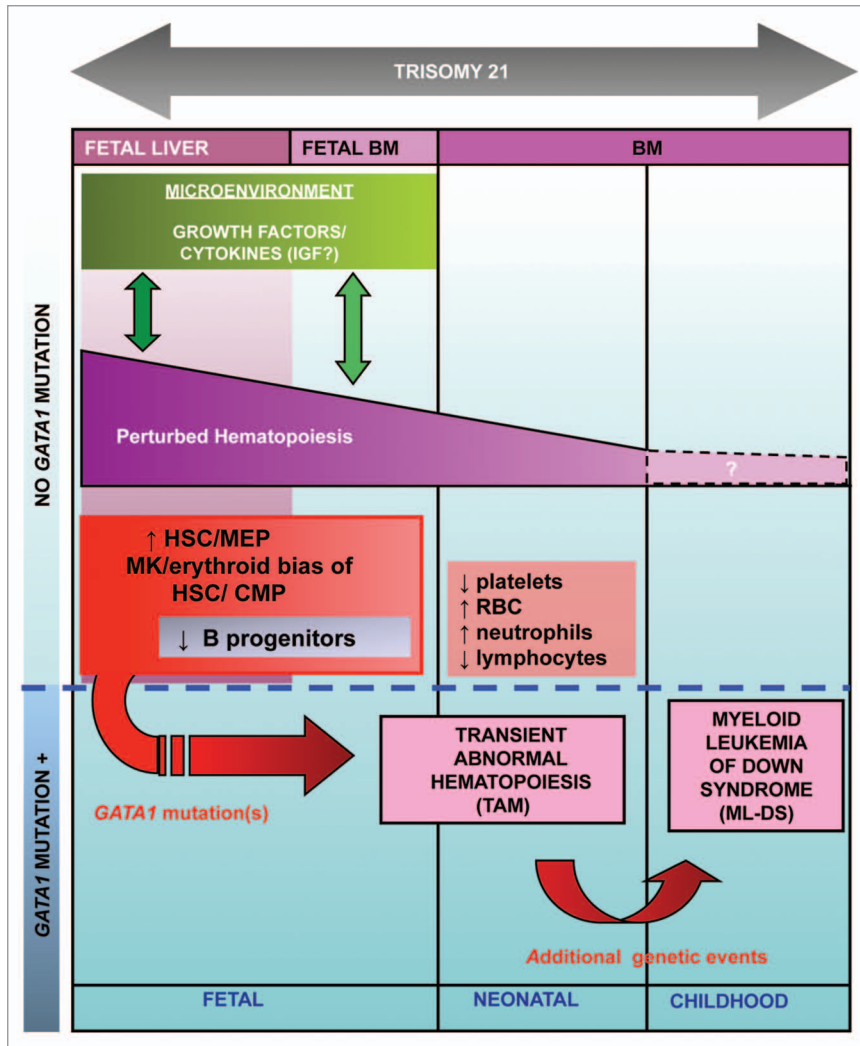 TRISOMY 21
FETAL LIVER
FETAL BM
BM
MICROENVIRONMENT
GROWTH FACTORS/
CYTOKINES (IGF?)
NO GATA1 MUTATION
Perturbed Hematopoiesis
?
↑ HSC/MEP
MK/erythroid bias of
HSC/ CMP
↓ B progenitors
↓ platelets
↑ RBC
↑ neutrophils
↓ lymphocytes
GATA1 MUTATION +
GATA1 mutation(s)
TRANSIENT
ABNORMAL
HEMATOPOIESIS
(TAM)
MYELOID
LEUKEMIA
OF DOWN
SYNDROME
(ML-DS)
Additional genetic events
FETAL
NEONATAL
CHILDHOOD